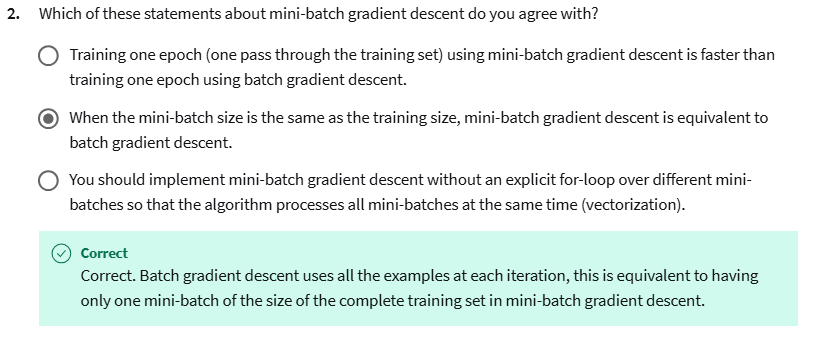 2. Which of these statements about mini-batch gradient descent do you agree with?
Training one epoch (one pass through the training set) using mini-batch gradient descent is faster than
training one epoch using batch gradient descent.
When the mini-batch size is the same as the training size, mini-batch gradient descent is equivalent to
batch gradient descent.
You should implement mini-batch gradient descent without an explicit for-loop over different mini-
batches so that the algorithm processes all mini-batches at the same time (vectorization).
Correct
Correct. Batch gradient descent uses all the examples at each iteration, this is equivalent to having
only one mini-batch of the size of the complete training set in mini-batch gradient descent.